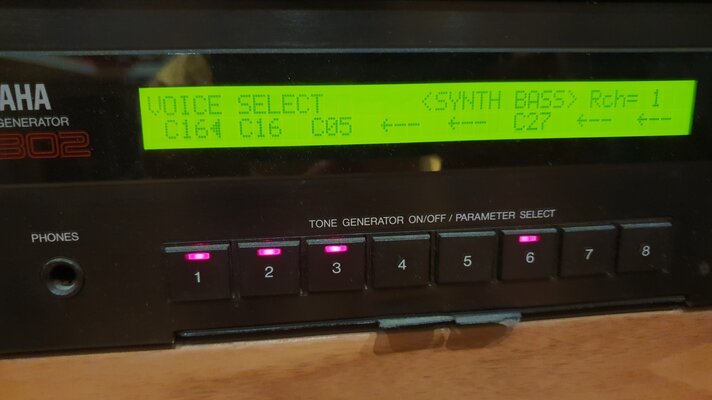 AHA
GENERATOR
802
VOICE SELECT <SYNTH BASS> Rch= 1
C16 C16 C05 ←--- ←--- C27 ←--- ←---
TONE GENERATOR ON/OFF / PARAMETER SELECT
PHONES
1 2 3 4 5 6 7 8